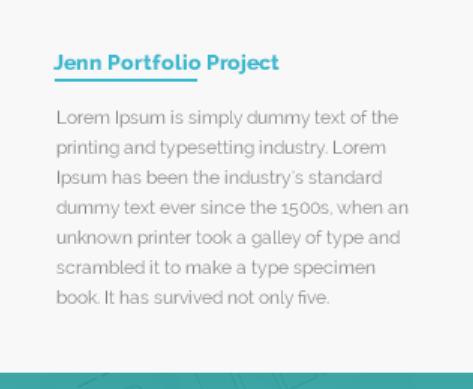 Jenn Portfolio Project
Lorem Ipsum is simply dummy text of the
printing and typesetting industry. Lorem
Ipsum has been the industry's standard
dummy text ever since the 1500s, when an
unknown printer took a galley of type and
scrambled it to make a type specimen
book. It has survived not only five.